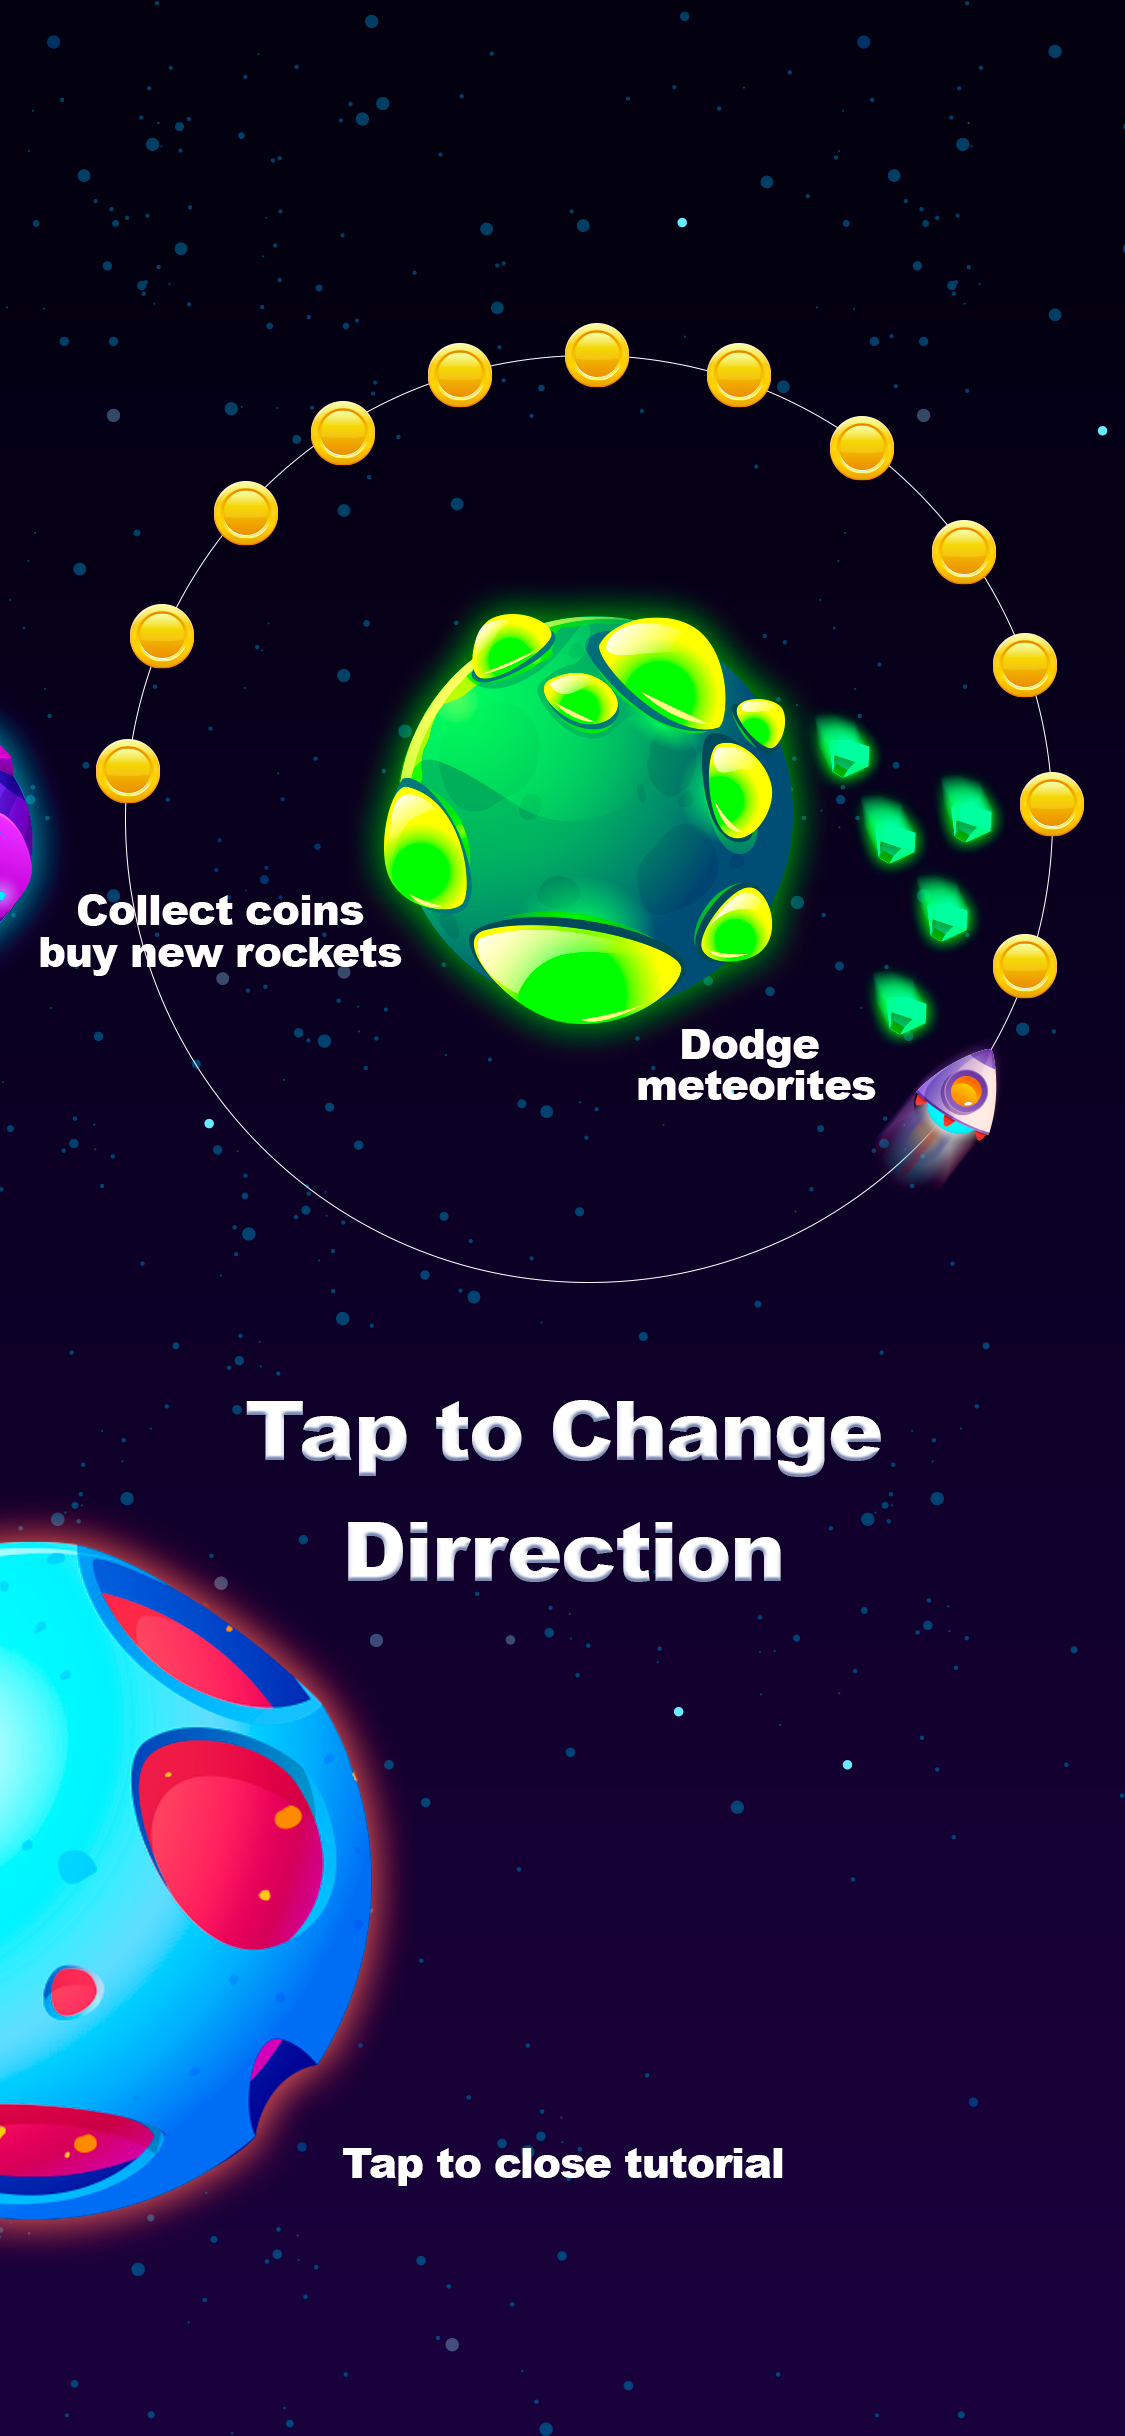 Collect coins
buy new rockets
Dodge
meteorites
Tap to Change
Dirrection
Tap to close tutorial